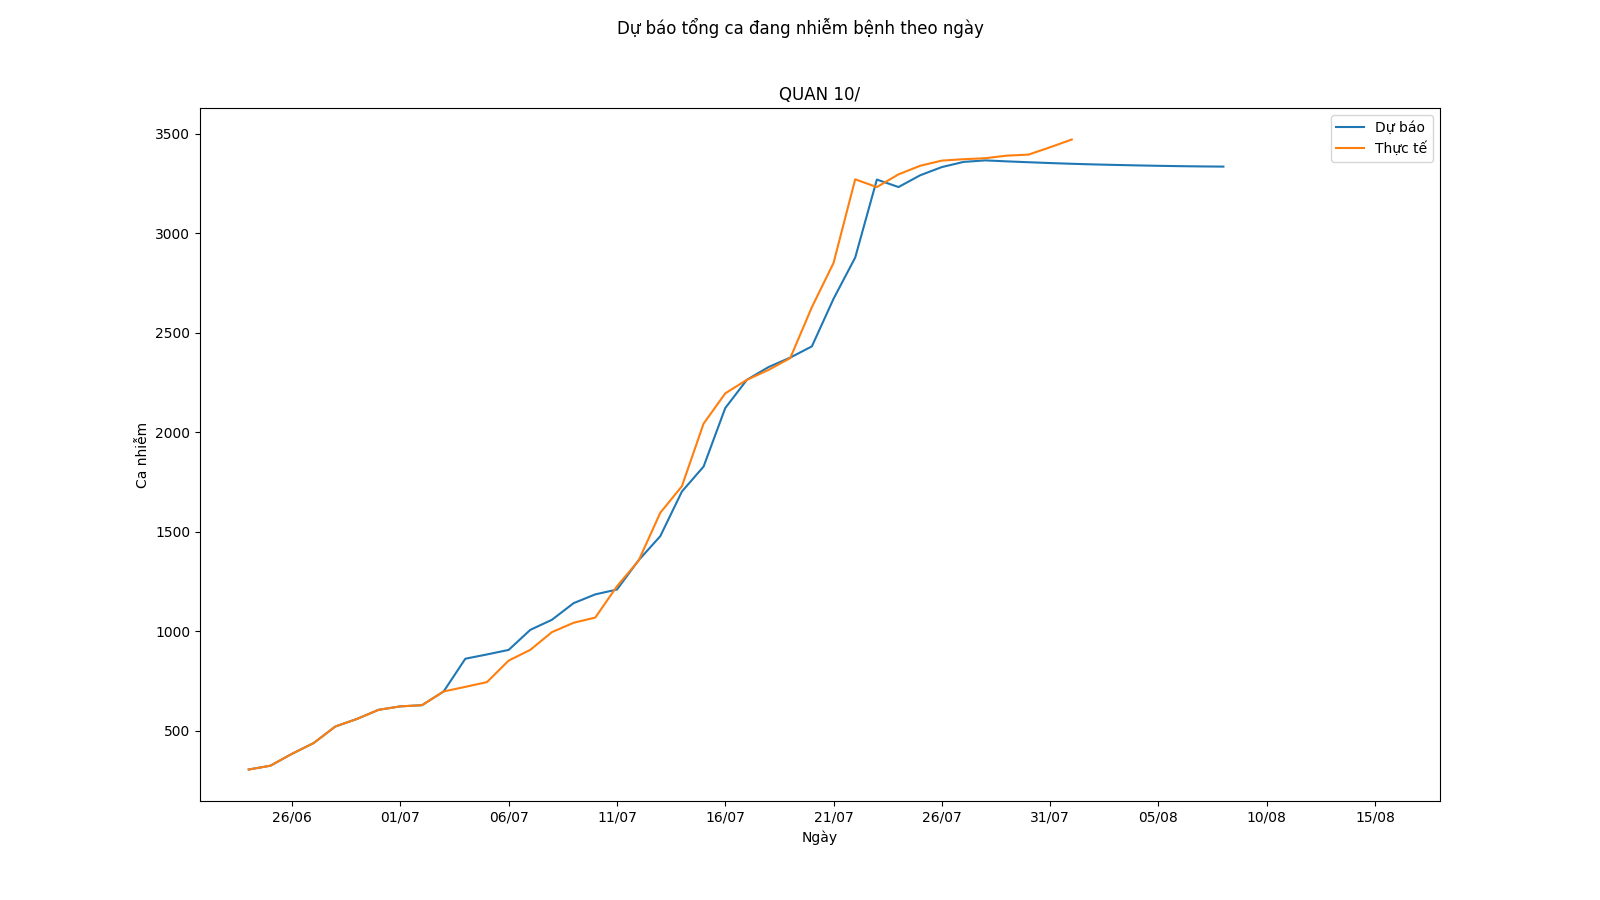 Dự báo tổng ca đang nhiễm bệnh theo ngày
QUAN 10/
Dự báo
Thực tế
3500
3000
2500
2000
1500
1000
500
Ca nhiễm
26/06 01/07 06/07 11/07 16/07 21/07 26/07 31/07 05/08 10/08 15/08
Ngày